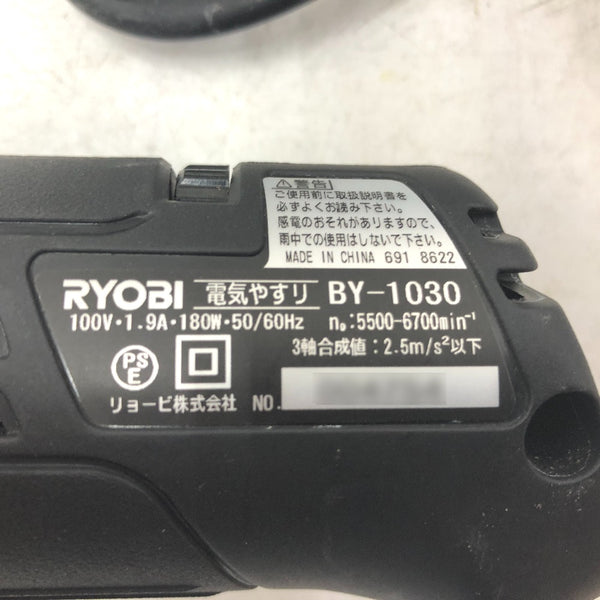 ⚠警告
ご使用前に取扱説明書を
必ずよくお読み下さい。
感電のおそれがありますので、
雨中での使用はしないで下さい。
MADE IN CHINA 691 8622
RYOBI 電気やすり BY-1030
100V・1.9A・180W・50/60Hz n₀:5500-6700min⁻¹
3軸合成値:2.5m/s²以下
PS
E
リョービ株式会社 NO.